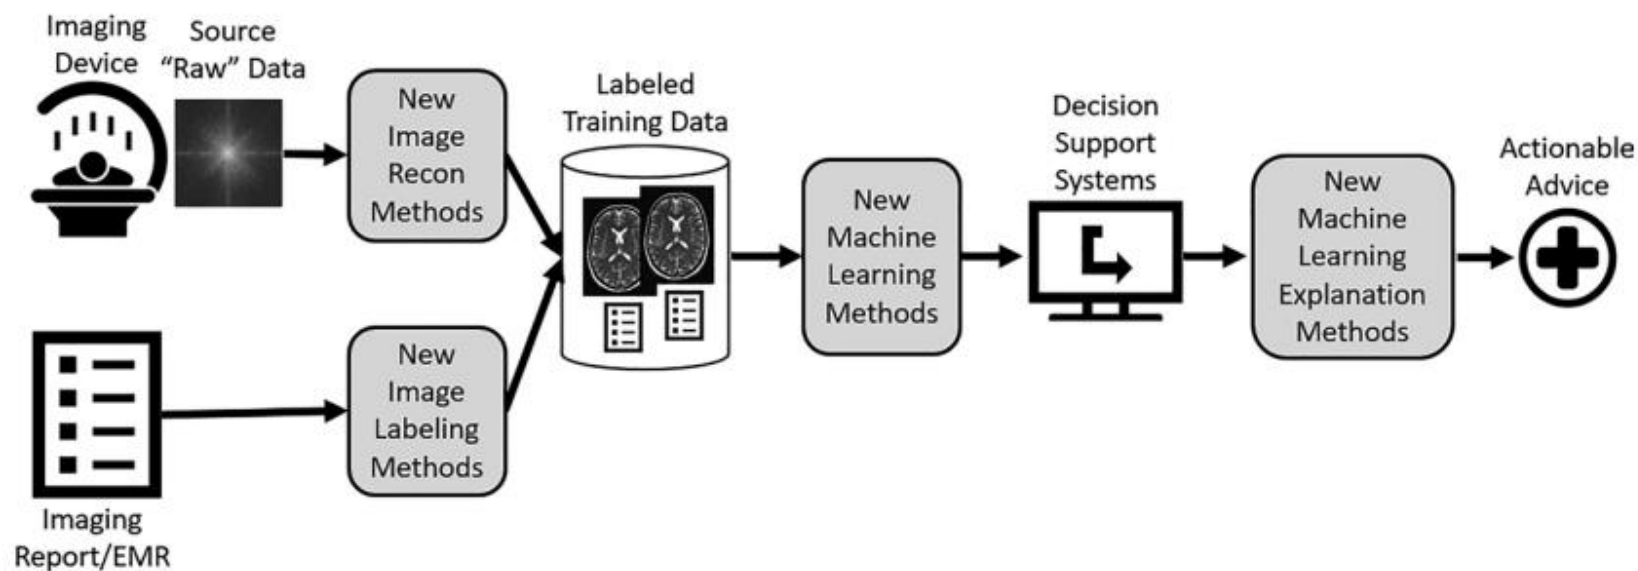 Imaging
Device
Source
“Raw” Data
New
Image
Recon
Methods
Imaging
Report/EMR
New
Image
Labeling
Methods
Labeled
Training Data
New
Machine
Learning
Methods
Decision
Support
Systems
New
Machine
Learning
Explanation
Methods
Actionable
Advice